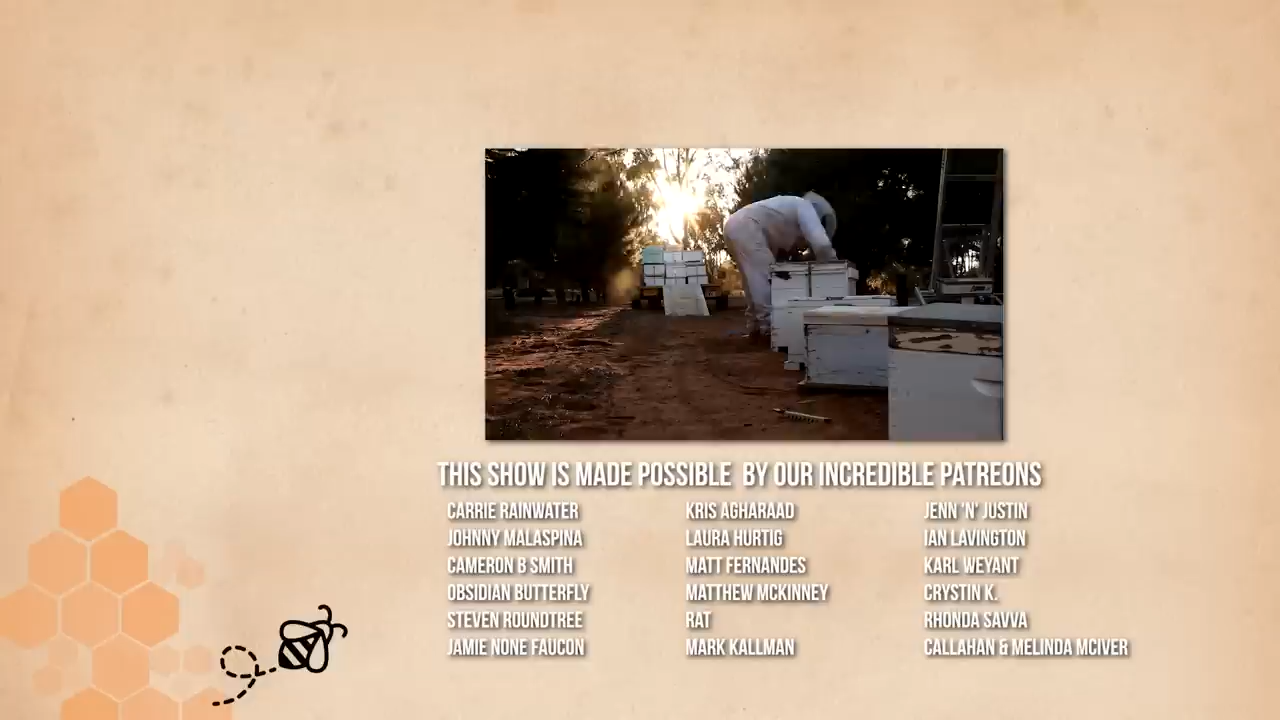 THIS SHOW IS MADE POSSIBLE BY OUR INCREDIBLE PATREONS
CARRIE RAINWATER
JOHNNY MALASPINA
CAMERON B SMITH
OBSIDIAN BUTTERFLY
STEVEN ROUNDTREE
JAMIE NONE FAUCON
KRIS AGHARAAD
LAURA HURTIG
MATT FERNANDES
MATTHEW MCKINNEY
RAT
MARK KALLMAN
JENN 'N' JUSTIN
IAN LAVINGTON
KARL WEYANT
CRYSTIN K.
RHONDA SAVVA
CALLAHAN & MELINDA MCIVER